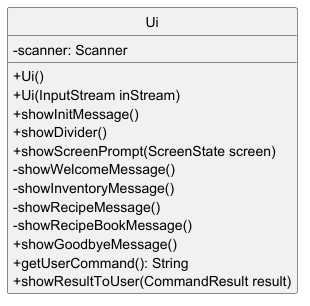 Ui
-scanner: Scanner
+Ui()
+Ui(InputStream inStream)
+showInitMessage()
+showDivider()
+showScreenPrompt(ScreenState screen)
-showWelcomeMessage()
-showInventoryMessage()
-showRecipeMessage()
-showRecipeBookMessage()
+showGoodbyeMessage()
+getUserCommand(): String
+showResultToUser(CommandResult result)